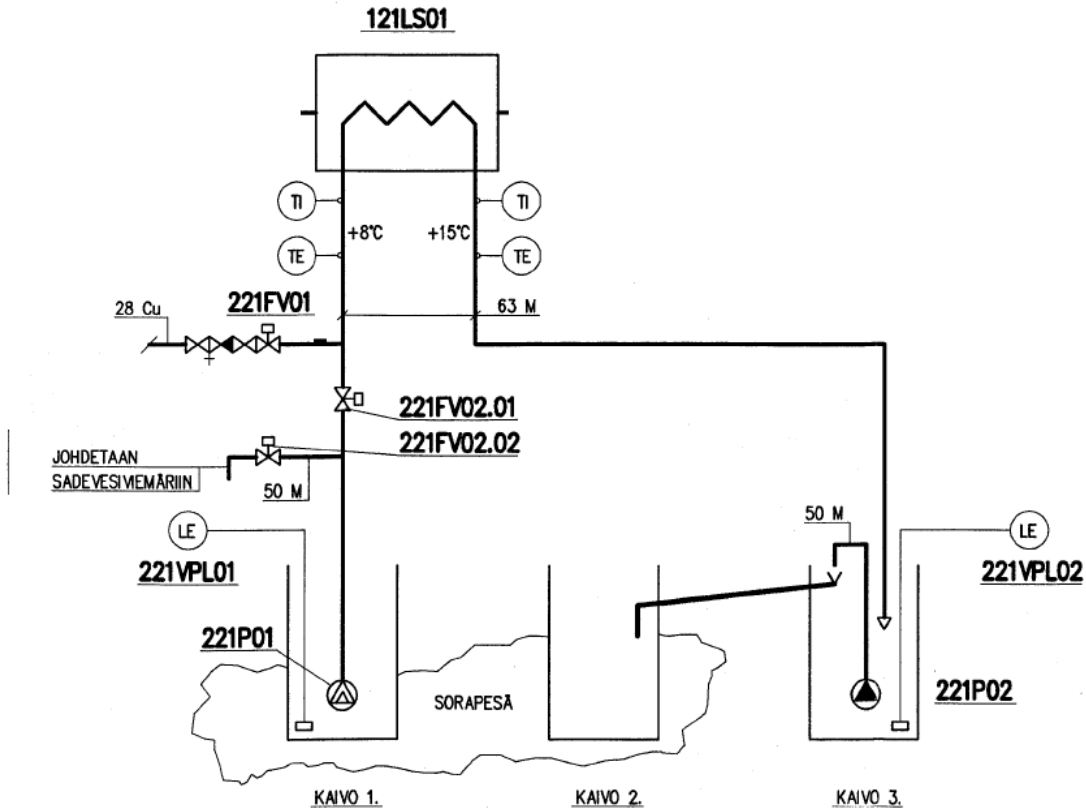 121LS01
TI
TI
+8°C
+15°C
TE
TE
28 Cu
221FV01
63 M
221FV02.01
221FV02.02
JOHDETAAN
SADEVESIVIEMÄRIIN
50 M
50 M
LE
LE
221VPL01
221VPL02
221P01
SORAPESÄ
221P02
KAIVO 1.
KAIVO 2.
KAIVO 3.